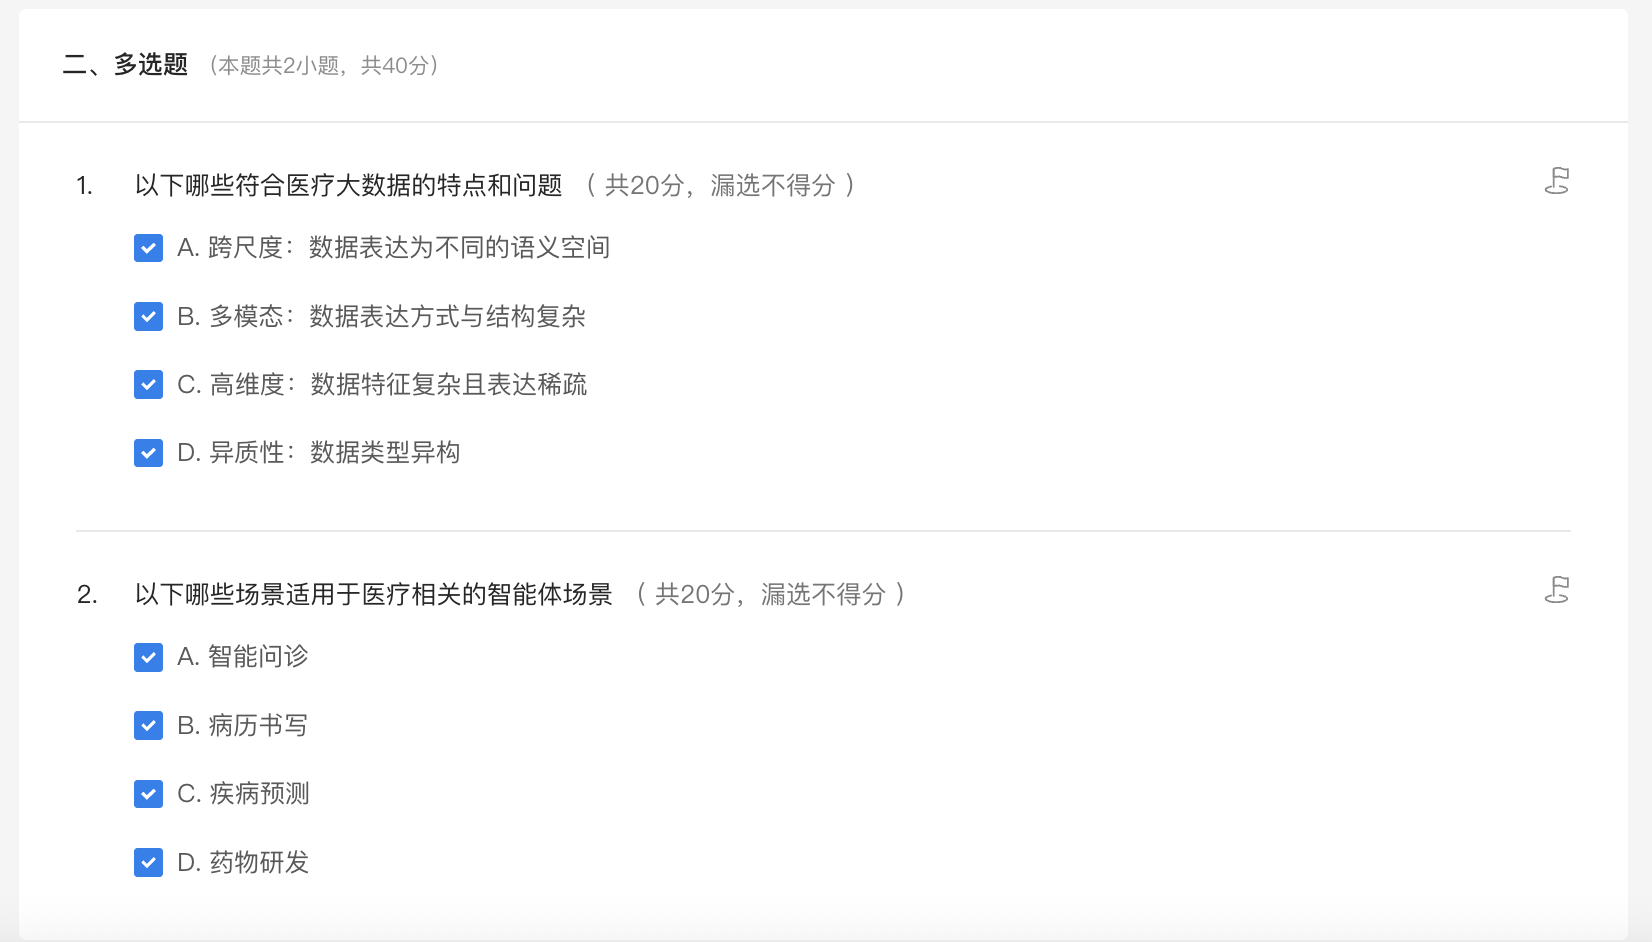 二、多选题 (本题共2小题，共40分)
1. 以下哪些符合医疗大数据的特点和问题 ( 共20分，漏选不得分 )
A. 跨尺度：数据表达为不同的语义空间
B. 多模态：数据表达方式与结构复杂
C. 高维度：数据特征复杂且表达稀疏
D. 异质性：数据类型异构
2. 以下哪些场景适用于医疗相关的智能体场景 ( 共20分，漏选不得分 )
A. 智能问诊
B. 病历书写
C. 疾病预测
D. 药物研发